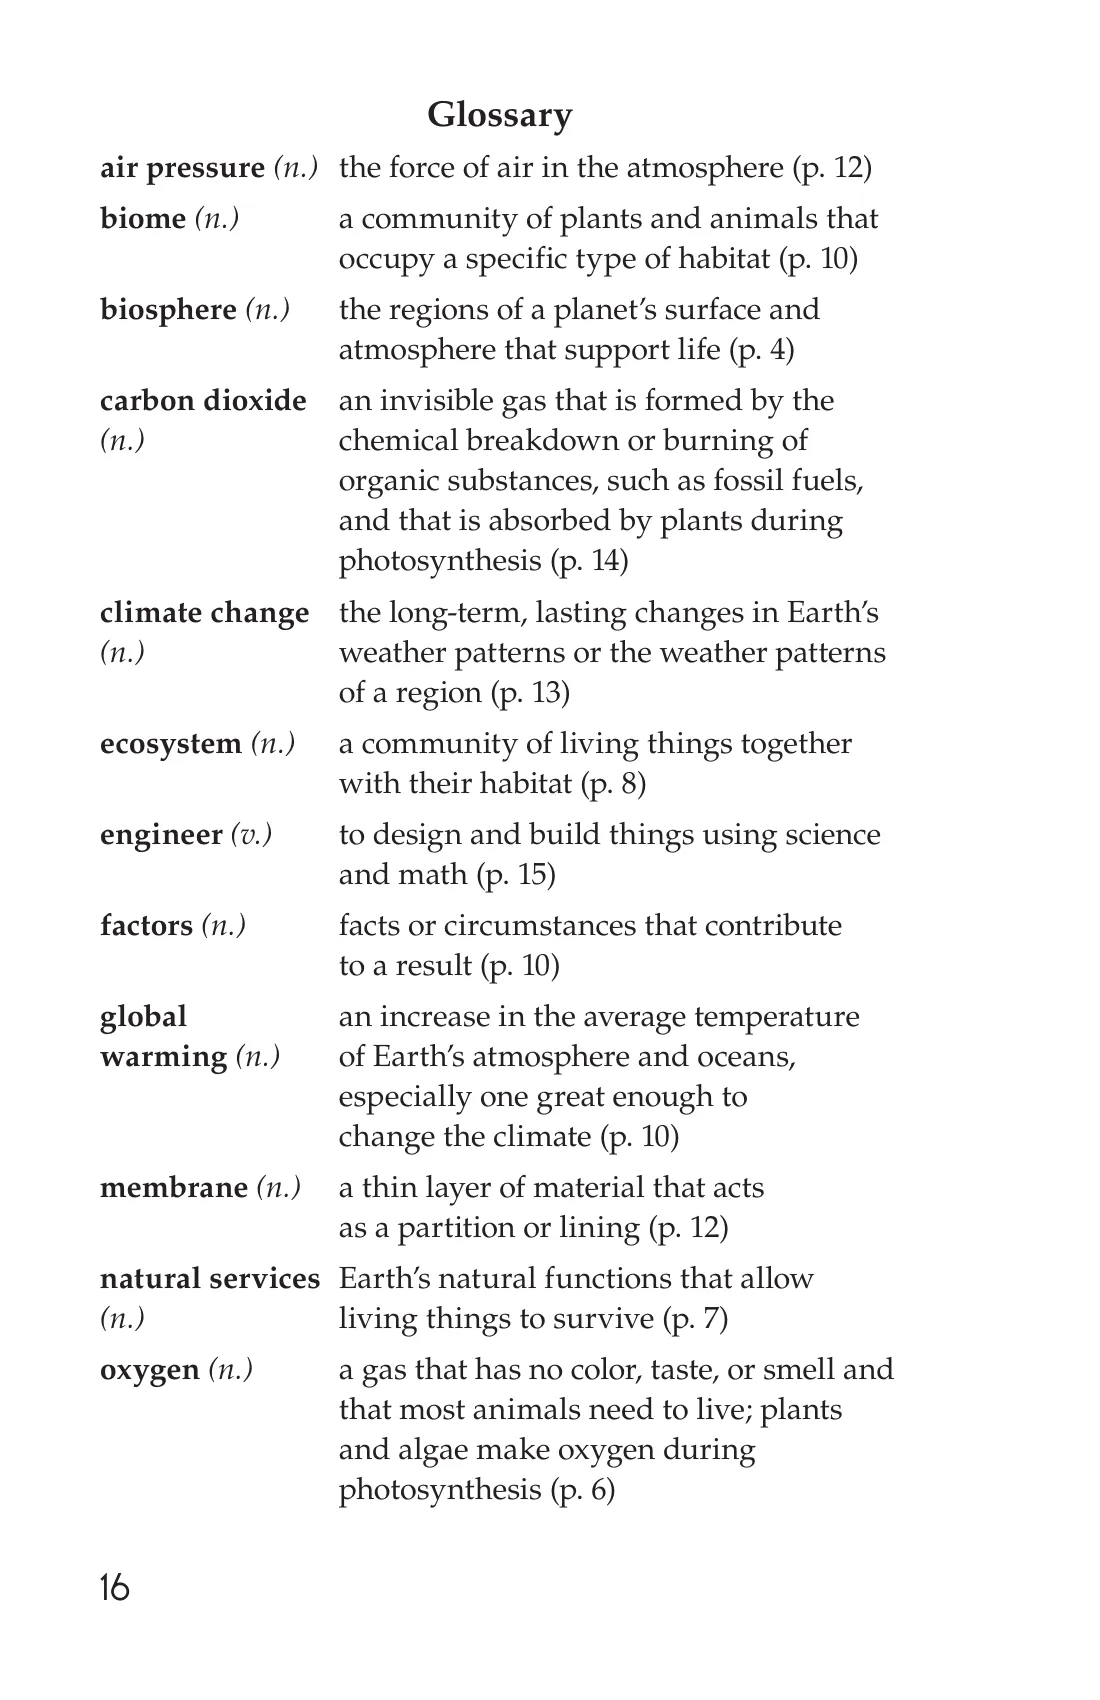 Glossary
air pressure (n.) the force of air in the atmosphere (p. 12)
biome (n.) a community of plants and animals that
occupy a specific type of habitat (p. 10)
biosphere (n.) the regions of a planet’s surface and
atmosphere that support life (p. 4)
carbon dioxide an invisible gas that is formed by the
(n.) chemical breakdown or burning of
organic substances, such as fossil fuels,
and that is absorbed by plants during
photosynthesis (p. 14)
climate change the long-term, lasting changes in Earth’s
(n.) weather patterns or the weather patterns
of a region (p. 13)
ecosystem (n.) a community of living things together
with their habitat (p. 8)
engineer (v.) to design and build things using science
and math (p. 15)
factors (n.) facts or circumstances that contribute
to a result (p. 10)
global an increase in the average temperature
warming (n.) of Earth’s atmosphere and oceans,
especially one great enough to
change the climate (p. 10)
membrane (n.) a thin layer of material that acts
as a partition or lining (p. 12)
natural services Earth’s natural functions that allow
(n.) living things to survive (p. 7)
oxygen (n.) a gas that has no color, taste, or smell and
that most animals need to live; plants
and algae make oxygen during
photosynthesis (p. 6)
16